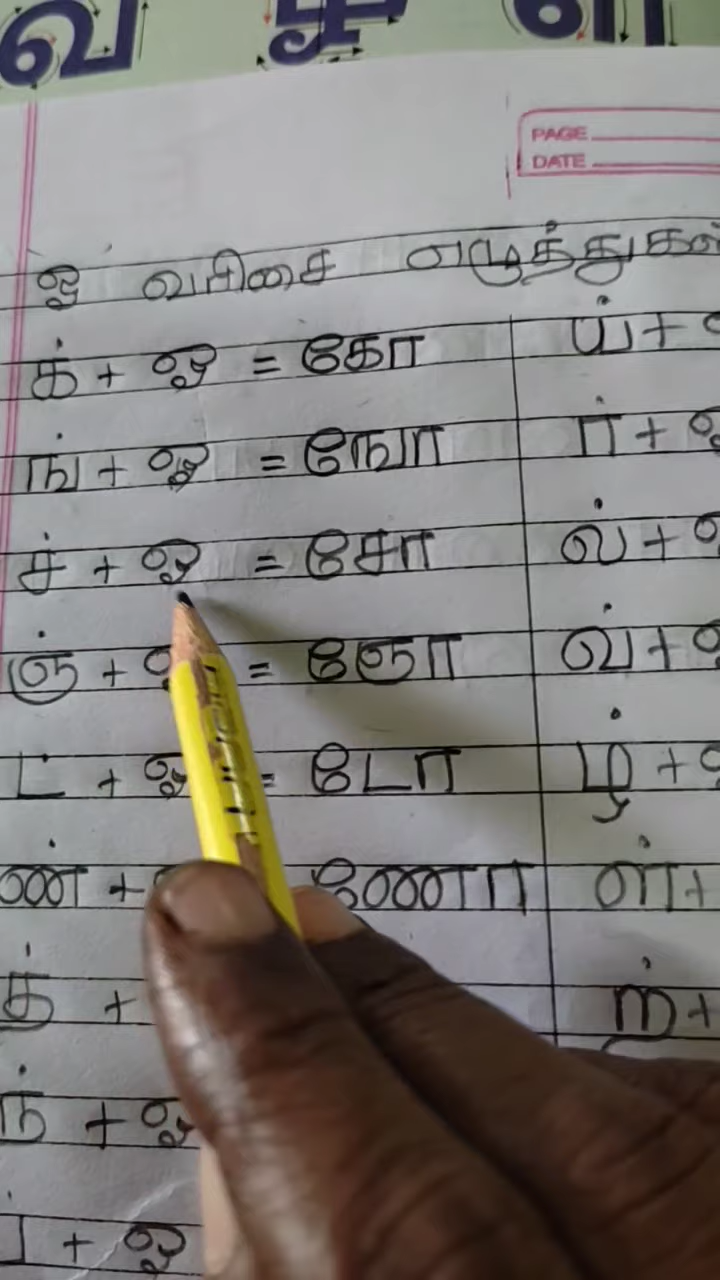 PAGE
DATE
ஓ வரிசை எழுத்துகள்
க் + ஓ = கோ ய் +
ங் + ஓ = ஙோ ர் + ஓ
ச் + ஓ = சோ ல் +
ஞ் + = ஞோ வ் +
ட் + ஓ = டோ ழ் +
ண் + ணோ ள் +
த் + ற் +
ந் + ஓ
+ ஓ